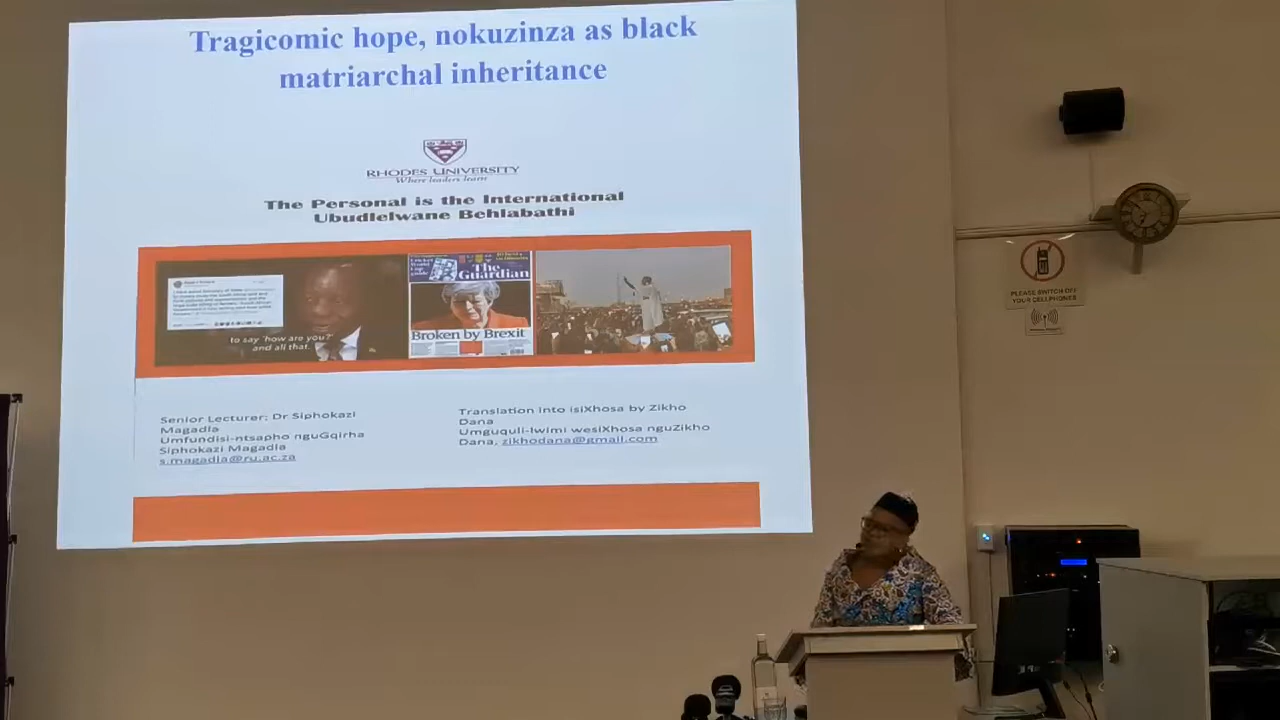 Tragicomic hope, nokuzinza as black
matriarchal inheritance
RHODES UNIVERSITY
Where leaders learn
The Personal is the International
Ubudlelwane Behlabathi
to say 'how are you?'
and all that.
The
Guardian
Broken by Brexit
Senior Lecturer: Dr Siphokazi
Magadla
Umfundisi-ntsapho nguGqirha
Siphokazi Magadla
s.magadla@ru.ac.za
Translation into isiXhosa by Zikho
Dana
Umguquli-lwimi wesiXhosa nguZikho
Dana, zikhodana@gmail.com
PLEASE SWITCH OFF
YOUR CELLPHONES